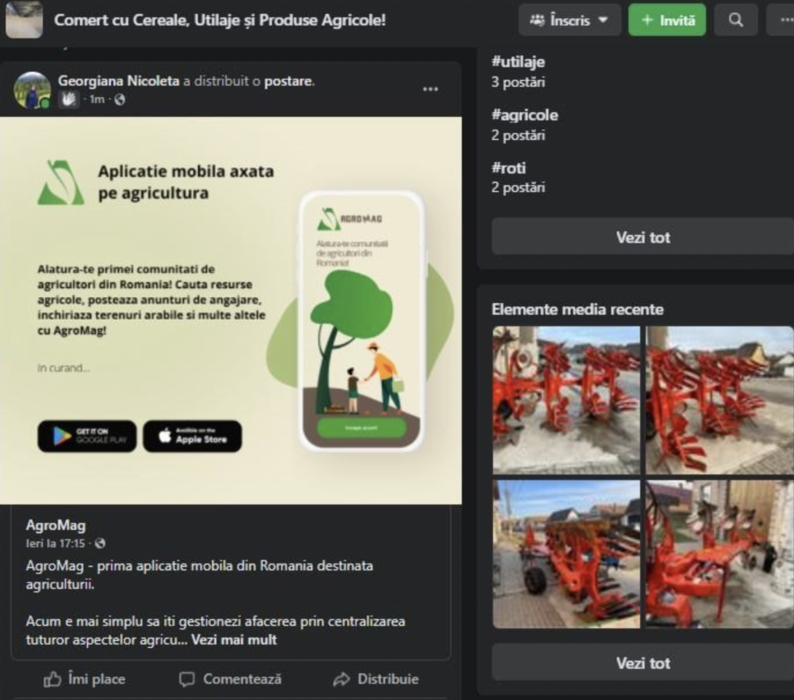 Comert cu Cereale, Utilaje și Produse Agricole!
Înscris
+ Invită
#utilaje
3 postări
#agricole
2 postări
#roti
2 postări
Vezi tot
Georgiana Nicoleta a distribuit o postare.
· 1m ·
Aplicatie mobila axata
pe agricultura
Alatura-te primei comunitati de
agricultori din Romania! Cauta resurse
agricole, posteaza anunturi de angajare,
inchiriaza terenuri arabile si multe altele
cu AgroMag!
In curand...
GET IT ON
GOOGLE PLAY
Available on the
Apple Store
AGROMAG
Alatura-te comunitatii
de agricultori din
Romania!
Incepe acum!
AgroMag
Ieri la 17:15 ·
AgroMag - prima aplicatie mobila din Romania destinata
agriculturii.
Acum e mai simplu sa iti gestionezi afacerea prin centralizarea
tuturor aspectelor agricu... Vezi mai mult
Îmi place
Comentează
Distribuie
Elemente media recente
Vezi tot